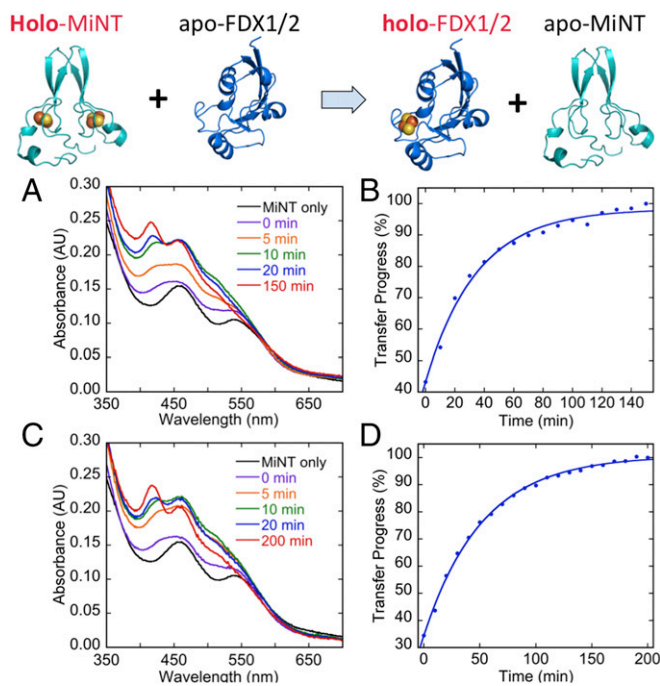 Holo-MiNT apo-FDX1/2 holo-FDX1/2 apo-MiNT
+ +
A
0.30
0.25
0.20
0.15
0.10
0.05
0.00
Absorbance (AU)
MiNT only
0 min
5 min
10 min
20 min
150 min
350 450 550 650
Wavelength (nm)
B
100
90
80
70
60
50
40
Transfer Progress (%)
0 20 40 60 80 100 120 140
Time (min)
C
0.30
0.25
0.20
0.15
0.10
0.05
0.00
Absorbance (AU)
MiNT only
0 min
5 min
10 min
20 min
200 min
350 450 550 650
Wavelength (nm)
D
100
90
80
70
60
50
40
30
Transfer Progress (%)
0 50 100 150 200
Time (min)